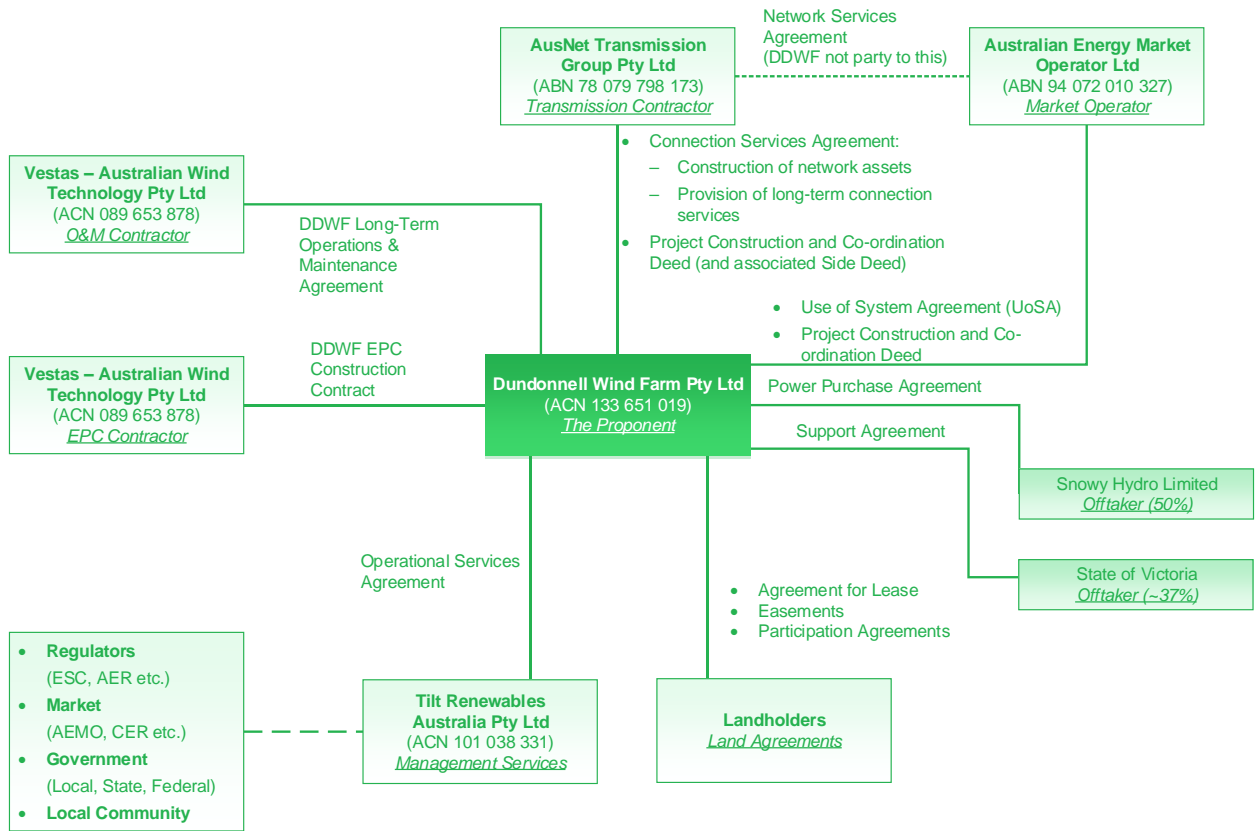 Network Services
Agreement
(DDWF not party to this)
AusNet Transmission
Group Pty Ltd
(ABN 78 079 798 173)
Transmission Contractor
Australian Energy Market
Operator Ltd
(ABN 94 072 010 327)
Market Operator
• Connection Services Agreement:
– Construction of network assets
– Provision of long-term connection
services
• Project Construction and Co-ordination
Deed (and associated Side Deed)
Vestas – Australian Wind
Technology Pty Ltd
(ACN 089 653 878)
O&M Contractor
DDWF Long-Term
Operations &
Maintenance
Agreement
• Use of System Agreement (UoSA)
• Project Construction and Co-
ordination Deed
Vestas – Australian Wind
Technology Pty Ltd
(ACN 089 653 878)
EPC Contractor
DDWF EPC
Construction
Contract
Dundonnell Wind Farm Pty Ltd
(ACN 133 651 019)
The Proponent
Power Purchase Agreement
Support Agreement
Snowy Hydro Limited
Offtaker (50%)
State of Victoria
Offtaker (~37%)
Operational Services
Agreement
• Agreement for Lease
• Easements
• Participation Agreements
• Regulators
(ESC, AER etc.)
• Market
(AEMO, CER etc.)
• Government
(Local, State, Federal)
• Local Community
Tilt Renewables
Australia Pty Ltd
(ACN 101 038 331)
Management Services
Landholders
Land Agreements